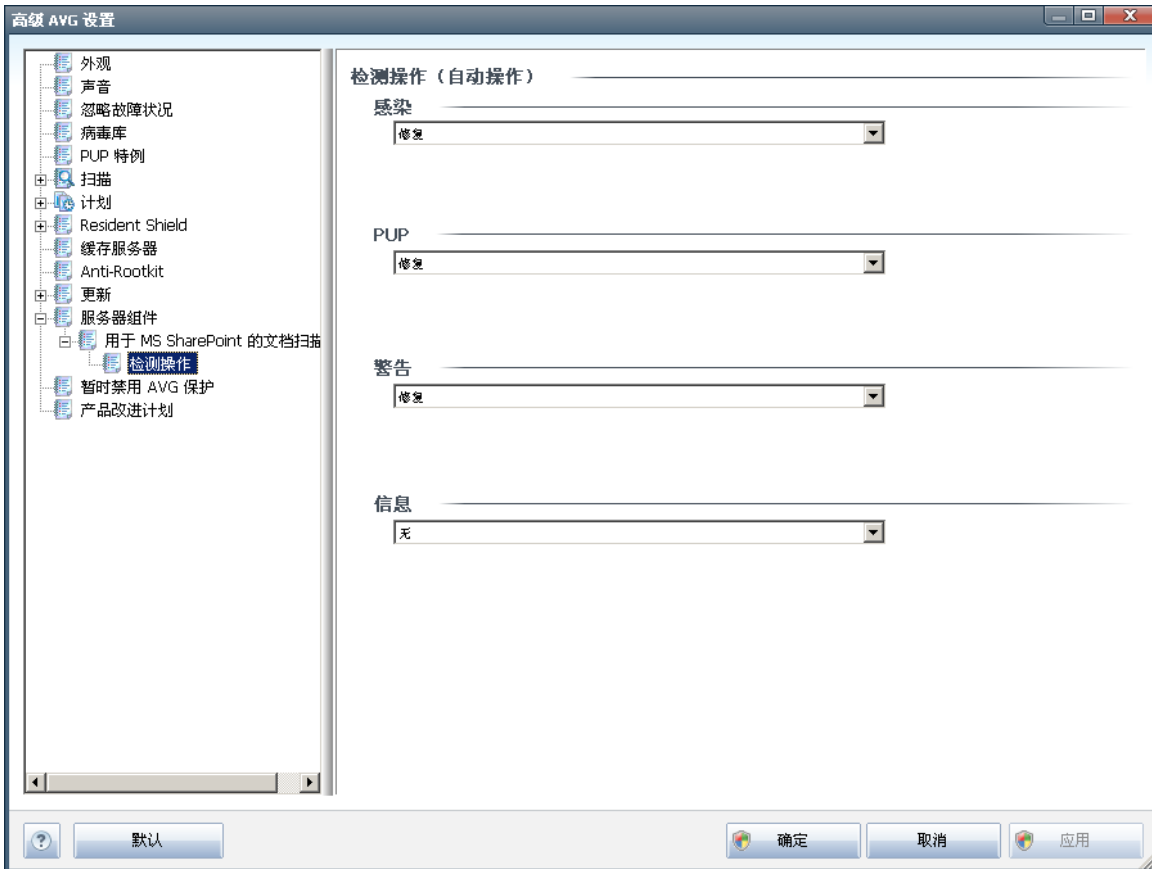 高级 AVG 设置
外观
声音
忽略故障状况
病毒库
PUP 特例
扫描
计划
Resident Shield
缓存服务器
Anti-Rootkit
更新
服务器组件
用于 MS SharePoint 的文档扫描
检测操作
暂时禁用 AVG 保护
产品改进计划
检测操作（自动操作）
感染
修复
PUP
修复
警告
修复
信息
无
默认
确定
取消
应用